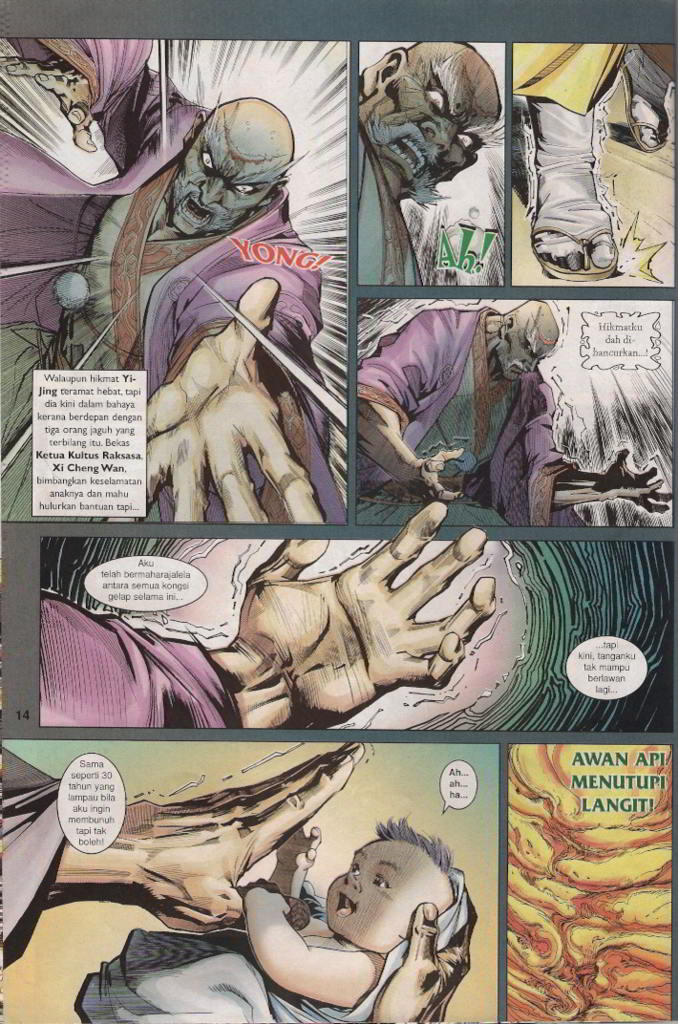 YONG!
Walaupun hikmat Yi-
Jing teramat hebat, tapi
dia kini dalam bahaya
kerana berdepan dengan
tiga orang jaguh yang
terbilang itu. Bekas
Ketua Kultus Raksasa,
Xi Cheng Wan,
bimbangkan keselamatan
anaknya dan mahu
hulurkan bantuan tapi...
Ah!
Hikmatku
dah di-
hancurkan...!
Aku
telah bermaharajalela
antara semua kongsi
gelap selama ini...
...tapi
kini, tanganku
tak mampu
berlawan
lagi...
14
Sama
seperti 30
tahun yang
lampau bila
aku ingin
membunuh
tapi tak
boleh!
Ah...
ah...
ha...
AWAN API
MENUTUPI
LANGIT!